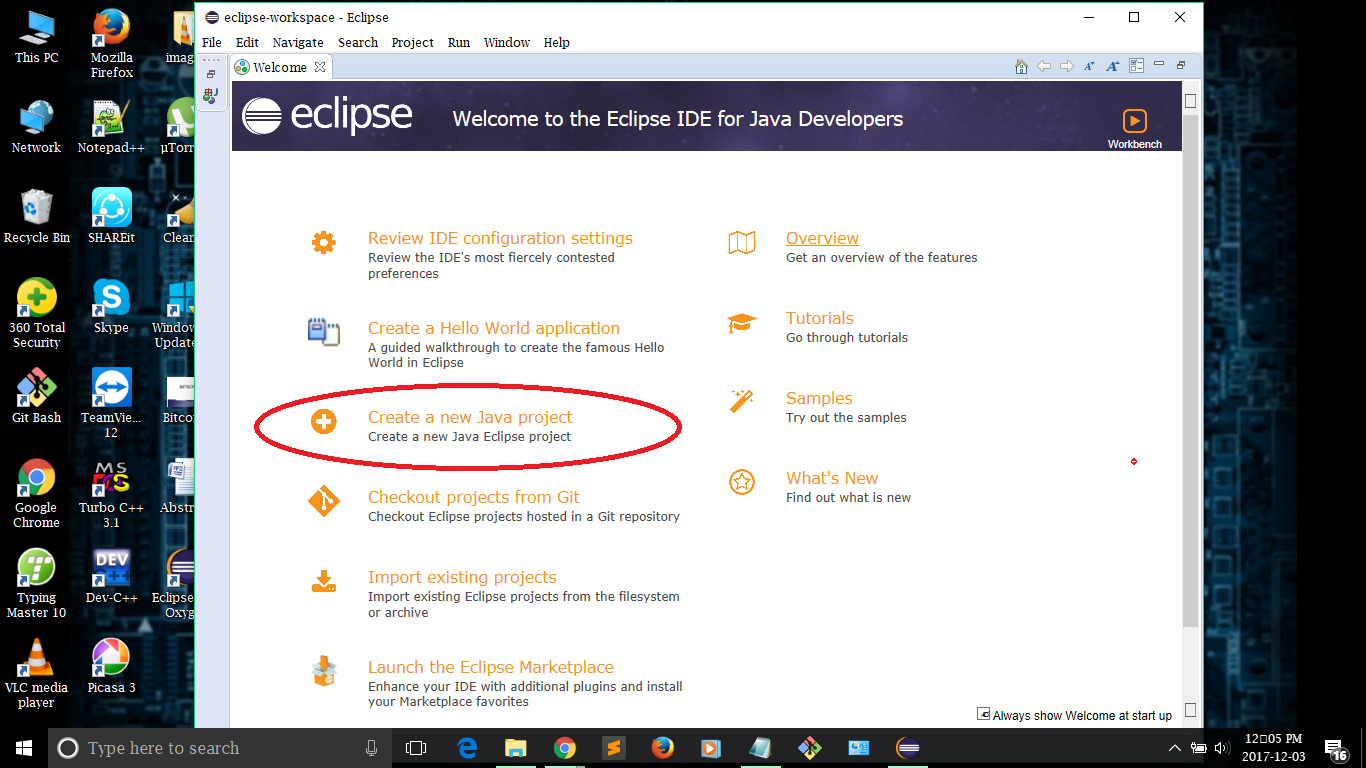 eclipse-workspace - Eclipse
File Edit Navigate Search Project Run Window Help
Welcome
eclipse
Welcome to the Eclipse IDE for Java Developers
Workbench
Review IDE configuration settings
Review the IDE's most fiercely contested
preferences
Create a Hello World application
A guided walkthrough to create the famous Hello
World in Eclipse
Create a new Java project
Create a new Java Eclipse project
Checkout projects from Git
Checkout Eclipse projects hosted in a Git repository
Import existing projects
Import existing Eclipse projects from the filesystem
or archive
Launch the Eclipse Marketplace
Enhance your IDE with additional plugins and install
your Marketplace favorites
Overview
Get an overview of the features
Tutorials
Go through tutorials
Samples
Try out the samples
What's New
Find out what is new
Always show Welcome at start up
This PC
Mozilla
Firefox
imag
Network
Notepad++
µTorr
Recycle Bin
SHAREit
Clean
360 Total
Security
Skype
Window
Update
Git Bash
TeamVie...
12
Bitco
Google
Chrome
Turbo C++
3.1
Abstr
Typing
Master 10
DEV
Dev-C++
Eclipse
Oxyg
VLC media
player
Picasa 3
Type here to search
12□05 PM
2017-12-03
16